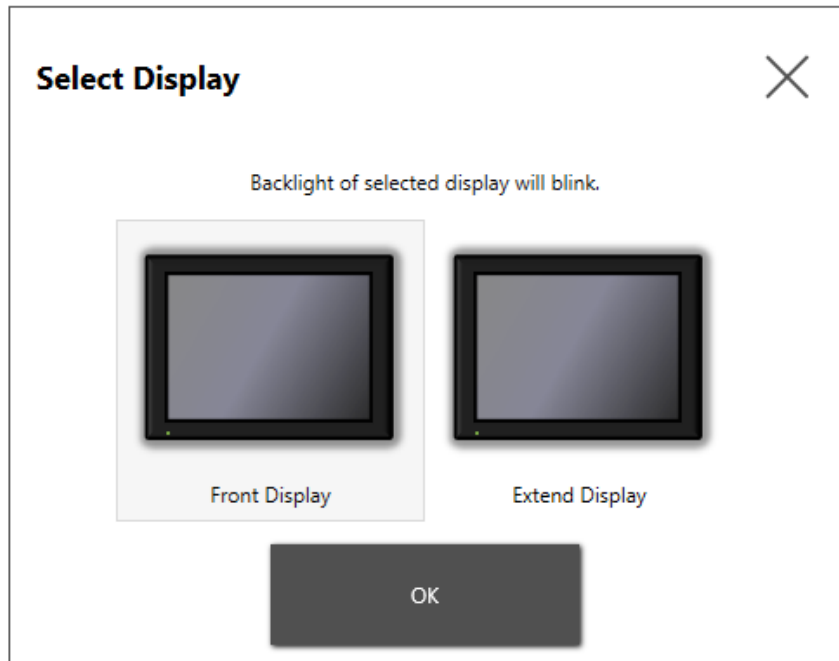 Select Display
Backlight of selected display will blink.
Front Display
Extend Display
OK